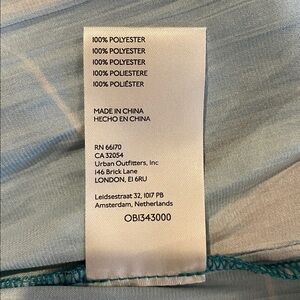 100% POLYESTER
100% POLYESTER
100% POLYESTER
100% POLIESTERE
100% POLIÉSTER
MADE IN CHINA
HECHO EN CHINA
RN 66170
CA 32054
Urban Outfitters, Inc
146 Brick Lane
LONDON, E1 6RU
Leidsestraat 32, 1017 PB
Amsterdam, Netherlands
OB1343000